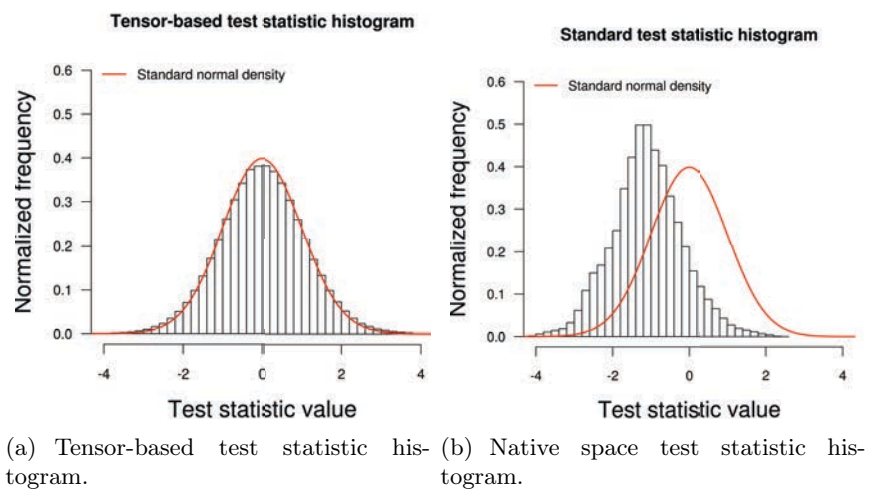 Tensor-based test statistic histogram
Standard normal density
0.6
0.5
0.4
0.3
0.2
0.1
0.0
Normalized frequency
-4
-2
0
2
4
Test statistic value
Standard test statistic histogram
Standard normal density
0.6
0.5
0.4
0.3
0.2
0.1
0.0
Normalized frequency
-4
-2
0
2
4
Test statistic value
(a) Tensor-based test statistic his-
togram.
(b) Native space test statistic his-
togram.